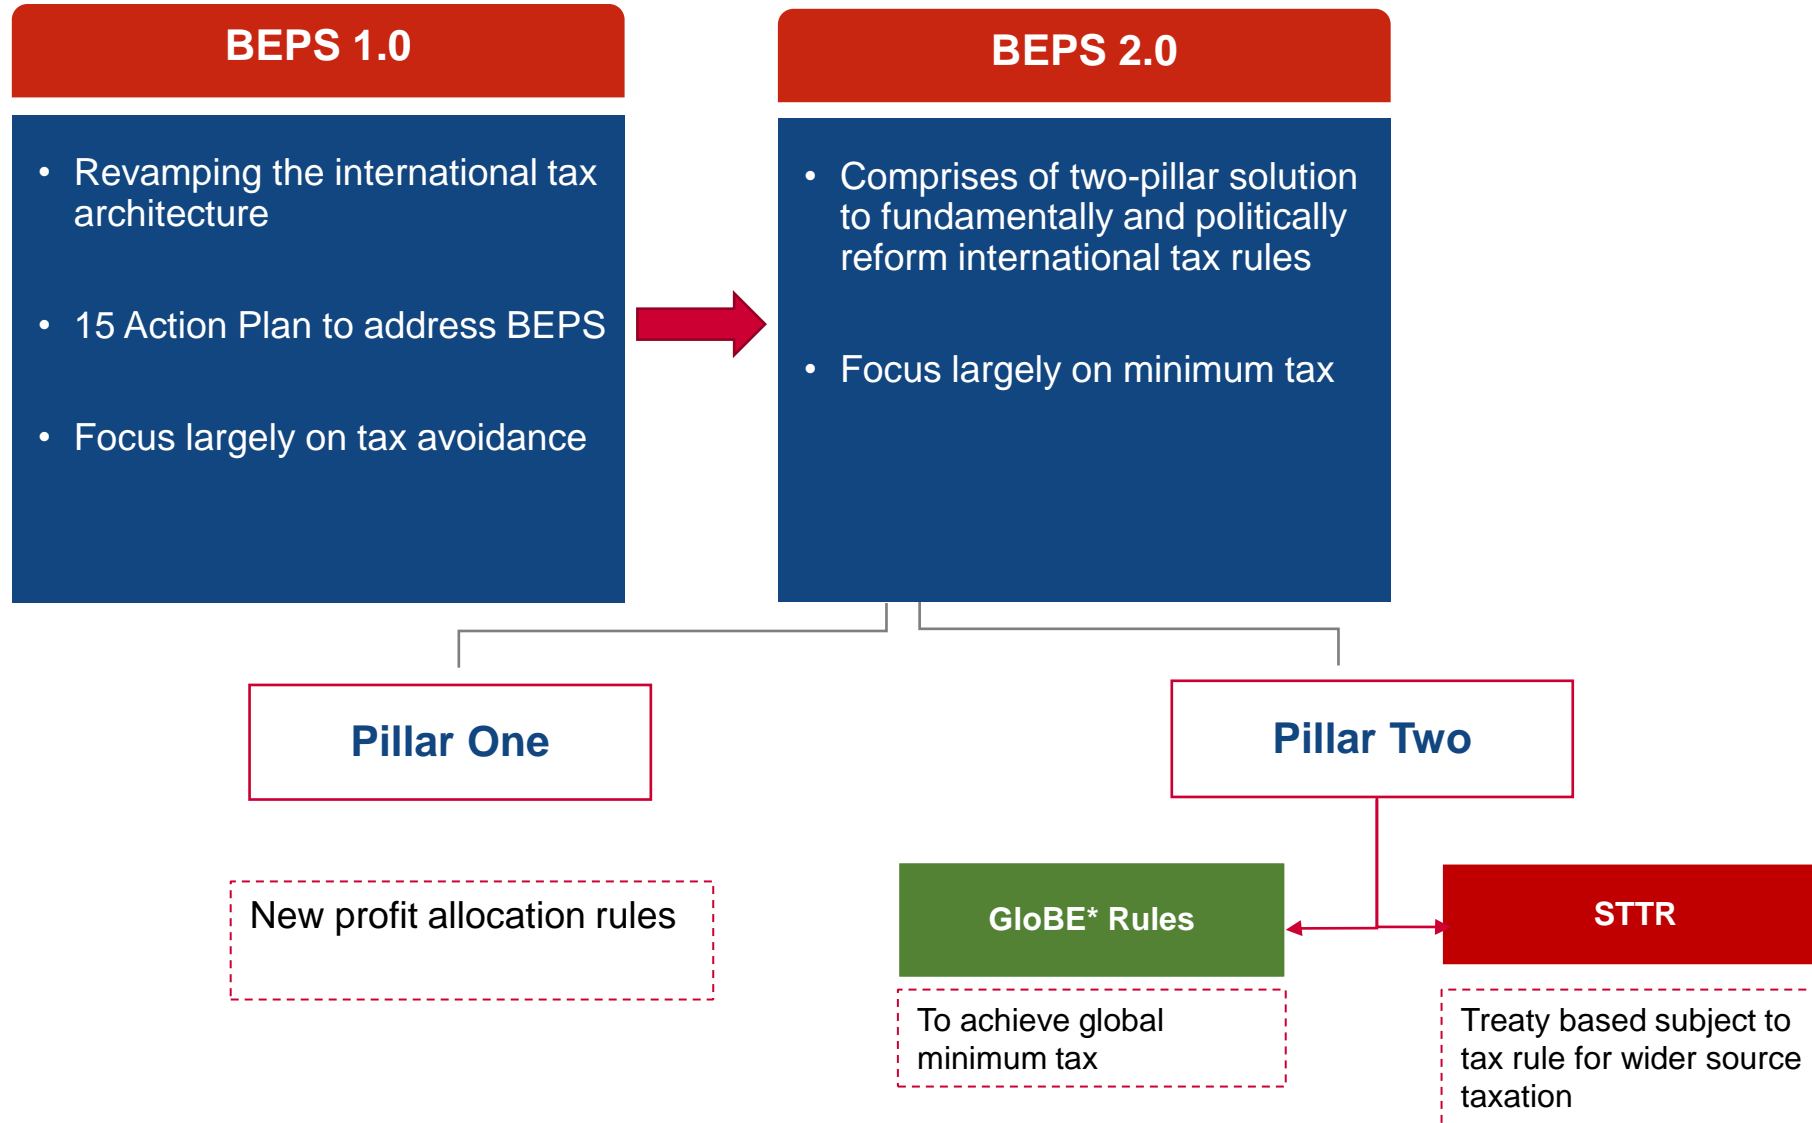 BEPS 1.0
• Revamping the international tax
architecture
• 15 Action Plan to address BEPS
• Focus largely on tax avoidance
BEPS 2.0
• Comprises of two-pillar solution
to fundamentally and politically
reform international tax rules
• Focus largely on minimum tax
Pillar One
New profit allocation rules
Pillar Two
GloBE* Rules
To achieve global
minimum tax
STTR
Treaty based subject to
tax rule for wider source
taxation